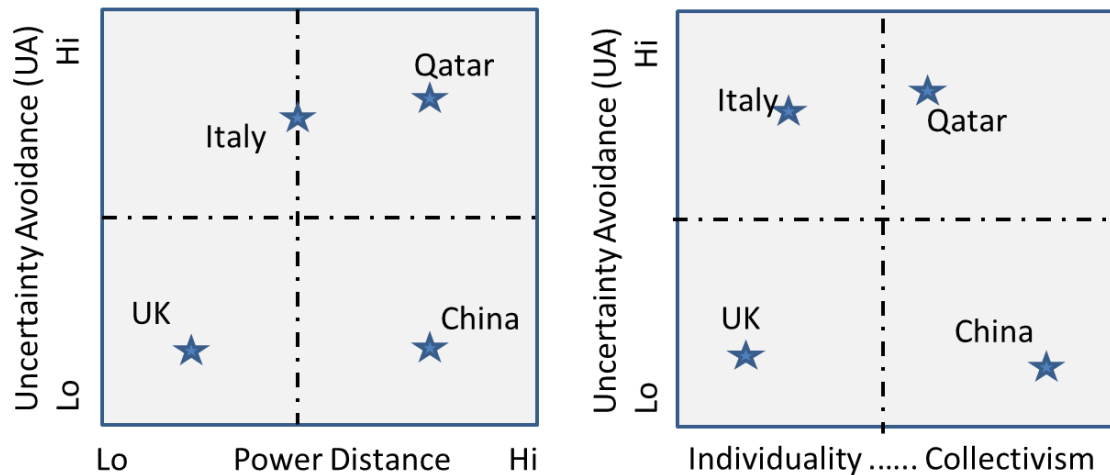 Uncertainty Avoidance (UA)
Hi
Lo
Qatar
Italy
UK
China
Lo Power Distance Hi
Uncertainty Avoidance (UA)
Hi
Lo
Italy
Qatar
UK
China
Individuality ...... Collectivism